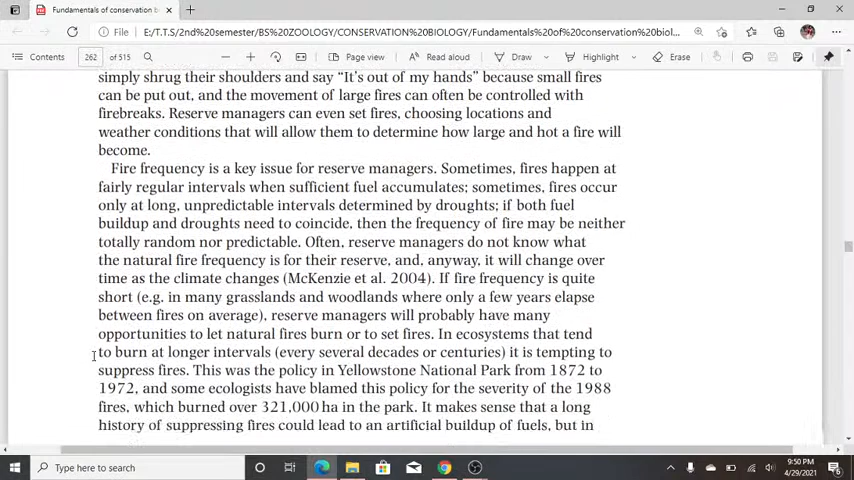 Fundamentals of conservation b
File
E:/T.T.S/2nd%20semester/BS%20ZOOLOGY/CONSERVATION%20BIOLOGY/Fundamentals%20of%20conservation%20biol...
Contents
262
of 515
Page view
Read aloud
Draw
Highlight
Erase
simply shrug their shoulders and say “It’s out of my hands” because small fires
can be put out, and the movement of large fires can often be controlled with
firebreaks. Reserve managers can even set fires, choosing locations and
weather conditions that will allow them to determine how large and hot a fire will
become.
Fire frequency is a key issue for reserve managers. Sometimes, fires happen at
fairly regular intervals when sufficient fuel accumulates; sometimes, fires occur
only at long, unpredictable intervals determined by droughts; if both fuel
buildup and droughts need to coincide, then the frequency of fire may be neither
totally random nor predictable. Often, reserve managers do not know what
the natural fire frequency is for their reserve, and, anyway, it will change over
time as the climate changes (McKenzie et al. 2004). If fire frequency is quite
short (e.g. in many grasslands and woodlands where only a few years elapse
between fires on average), reserve managers will probably have many
opportunities to let natural fires burn or to set fires. In ecosystems that tend
to burn at longer intervals (every several decades or centuries) it is tempting to
suppress fires. This was the policy in Yellowstone National Park from 1872 to
1972, and some ecologists have blamed this policy for the severity of the 1988
fires, which burned over 321,000 ha in the park. It makes sense that a long
history of suppressing fires could lead to an artificial buildup of fuels, but in
Type here to search
9:50 PM
4/29/2021